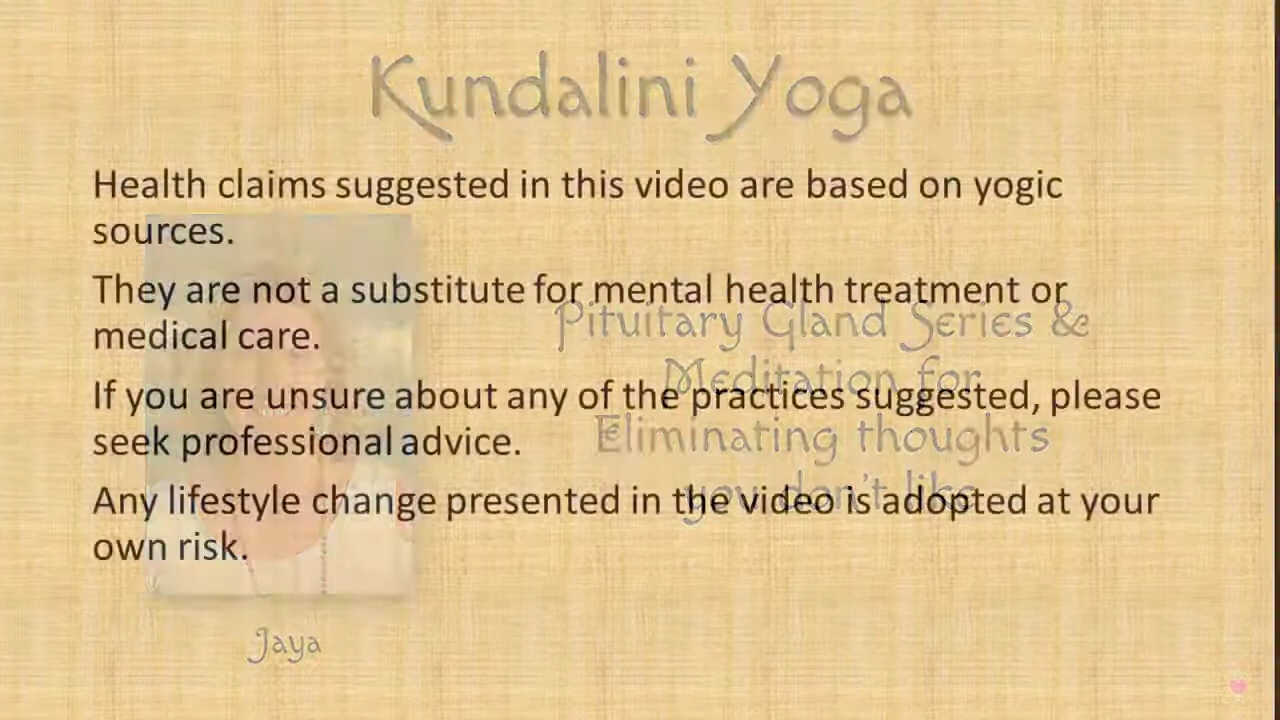 Kundalini Yoga
Health claims suggested in this video are based on yogic
sources.
They are not a substitute for mental health treatment or
medical care.
If you are unsure about any of the practices suggested, please
seek professional advice.
Any lifestyle change presented in the video is adopted at your
own risk.
Pituitary Gland Series &
Meditation for
Eliminating thoughts
you don't like
Jaya